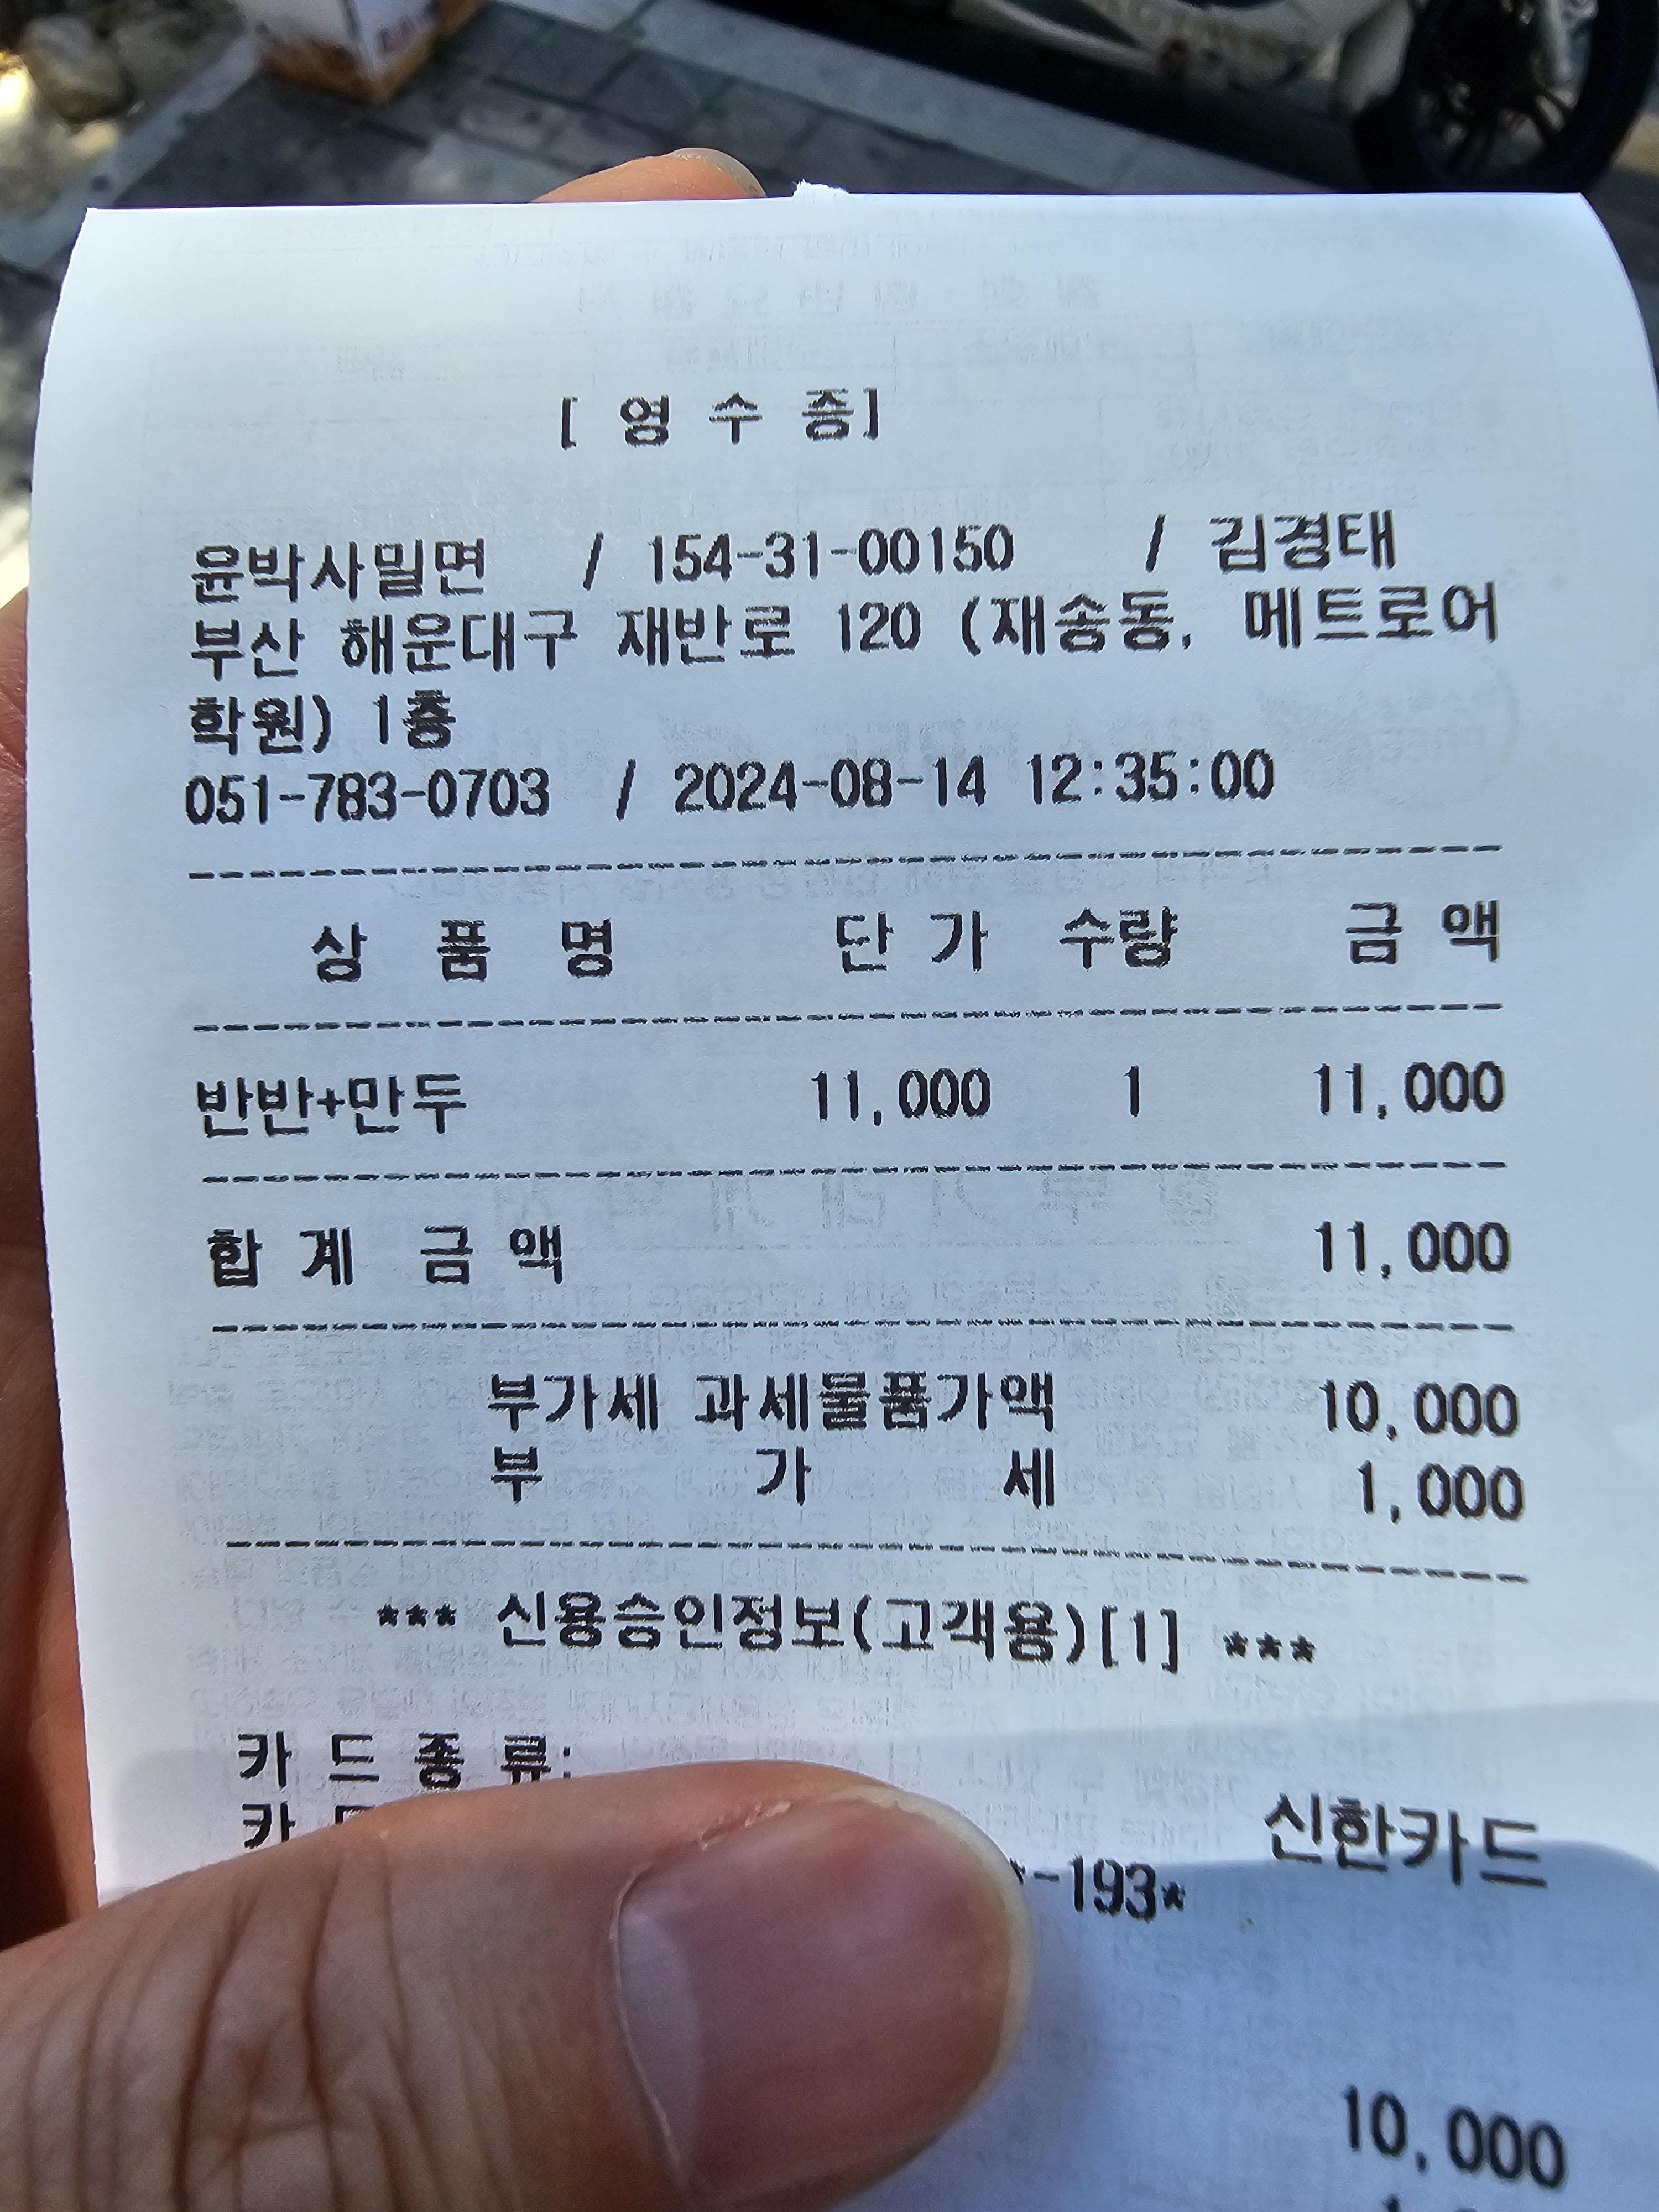 [ 영 수 증]
윤박사밀면 / 154-31-00150 / 김경태
부산 해운대구 재반로 120 (재송동, 메트로어
학원) 1층
051-783-0703 / 2024-08-14 12:35:00
상 품 명 단 가 수량 금 액
반반+만두 11,000 1 11,000
합 계 금 액 11,000
부가세 과세물품가액 10,000
부 가 세 1,000
*** 신용승인정보(고객용)[1] ***
카 드 종 류: 신한카드
카 -193*
10,000